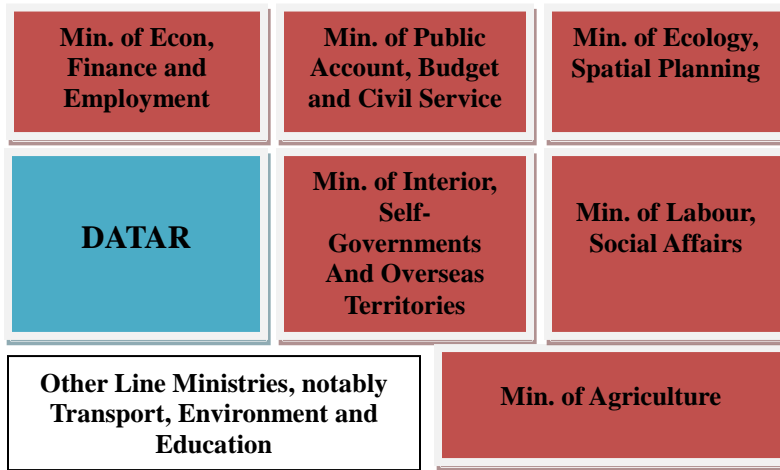 Min. of Econ,
Finance and
Employment
Min. of Public
Account, Budget
and Civil Service
Min. of Ecology,
Spatial Planning
DATAR
Min. of Interior,
Self-
Governments
And Overseas
Territories
Min. of Labour,
Social Affairs
Other Line Ministries, notably
Transport, Environment and
Education
Min. of Agriculture